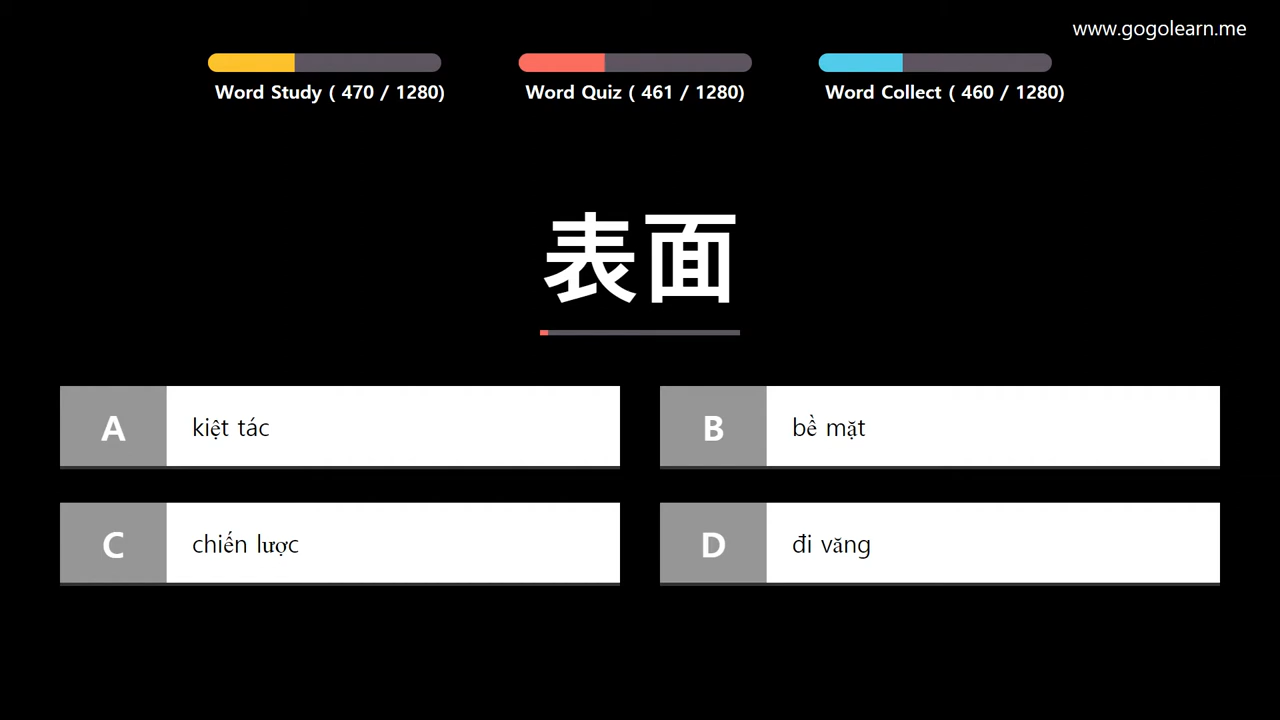 www.gogolearn.me
Word Study ( 470 / 1280)
Word Quiz ( 461 / 1280)
Word Collect ( 460 / 1280)
表面
A kiệt tác
B bề mặt
C chiến lược
D đi văng